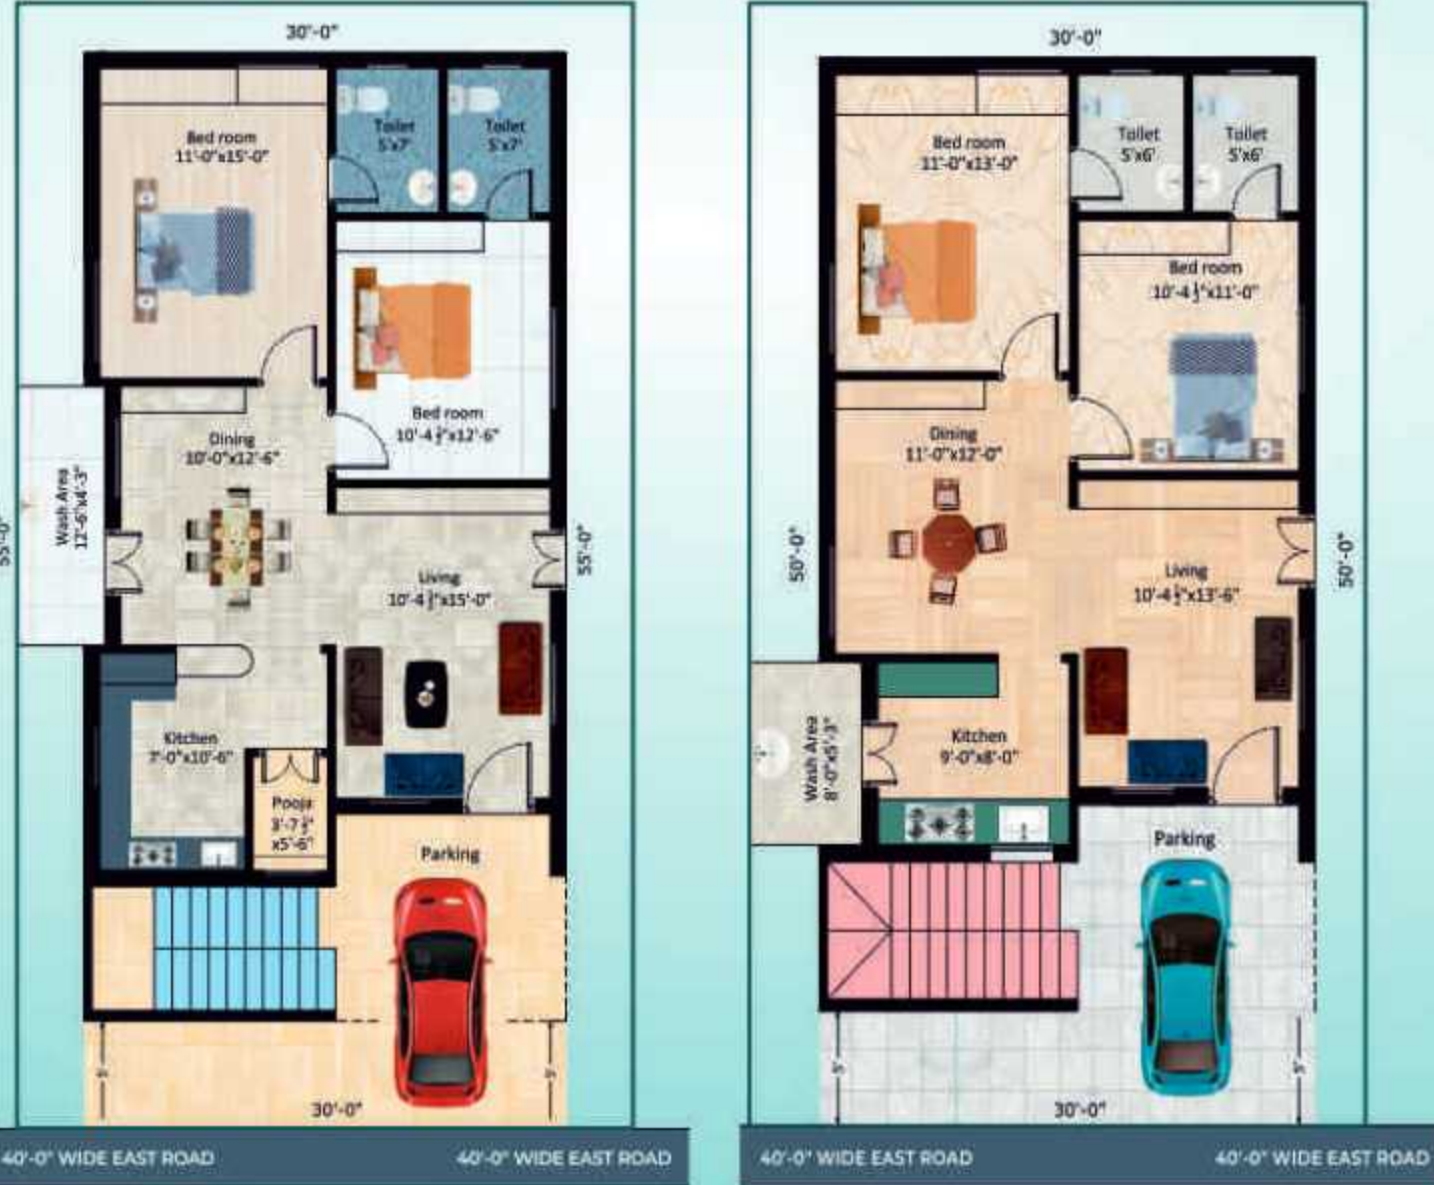 30'-0"
Bed room
11'-0"x15'-0"
Toilet
5'x7'
Toilet
5'x7'
Bed room
10'-4 ½"x12'-6"
Dining
10'-0"x12'-6"
Wash Area
12'-6"x4'-3"
55'-0"
55'-0"
Living
10'-4 ½"x15'-0"
Kitchen
7'-0"x10'-6"
Pooja
3'-7 ½"
x5'-6"
Parking
5'
5'
30'-0"
40'-0" WIDE EAST ROAD
40'-0" WIDE EAST ROAD
30'-0"
Bed room
11'-0"x13'-0"
Toilet
5'x6'
Toilet
5'x6'
Bed room
10'-4 ½"x11'-0"
Dining
11'-0"x12'-0"
50'-0"
50'-0"
Living
10'-4 ½"x13'-6"
Wash Area
8'-0"x5'-3"
Kitchen
9'-0"x8'-0"
Parking
5'
5'
30'-0"
40'-0" WIDE EAST ROAD
40'-0" WIDE EAST ROAD